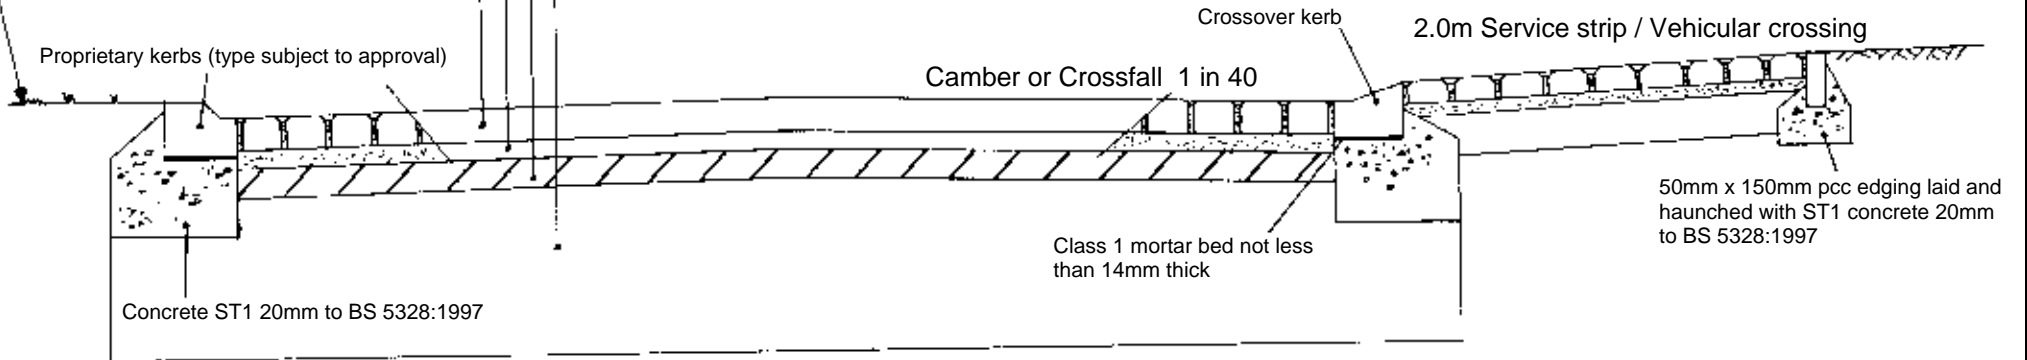 Crossover kerb
2.0m Service strip / Vehicular crossing
Proprietary kerbs (type subject to approval)
Camber or Crossfall 1 in 40
50mm x 150mm pcc edging laid and
haunched with ST1 concrete 20mm
to BS 5328:1997
Class 1 mortar bed not less
than 14mm thick
Concrete ST1 20mm to BS 5328:1997